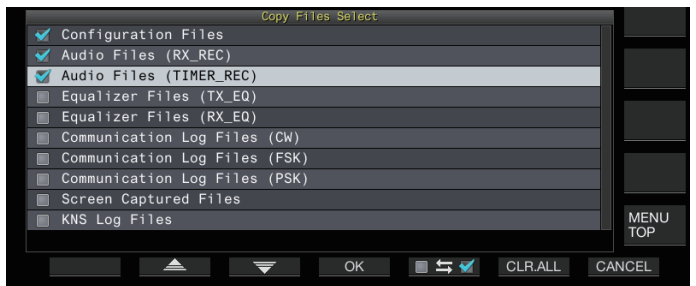 Copy Files Select
Configuration Files
Audio Files (RX_REC)
Audio Files (TIMER_REC)
Equalizer Files (TX_EQ)
Equalizer Files (RX_EQ)
Communication Log Files (CW)
Communication Log Files (FSK)
Communication Log Files (PSK)
Screen Captured Files
KNS Log Files
MENU
TOP
OK
CLR.ALL
CANCEL